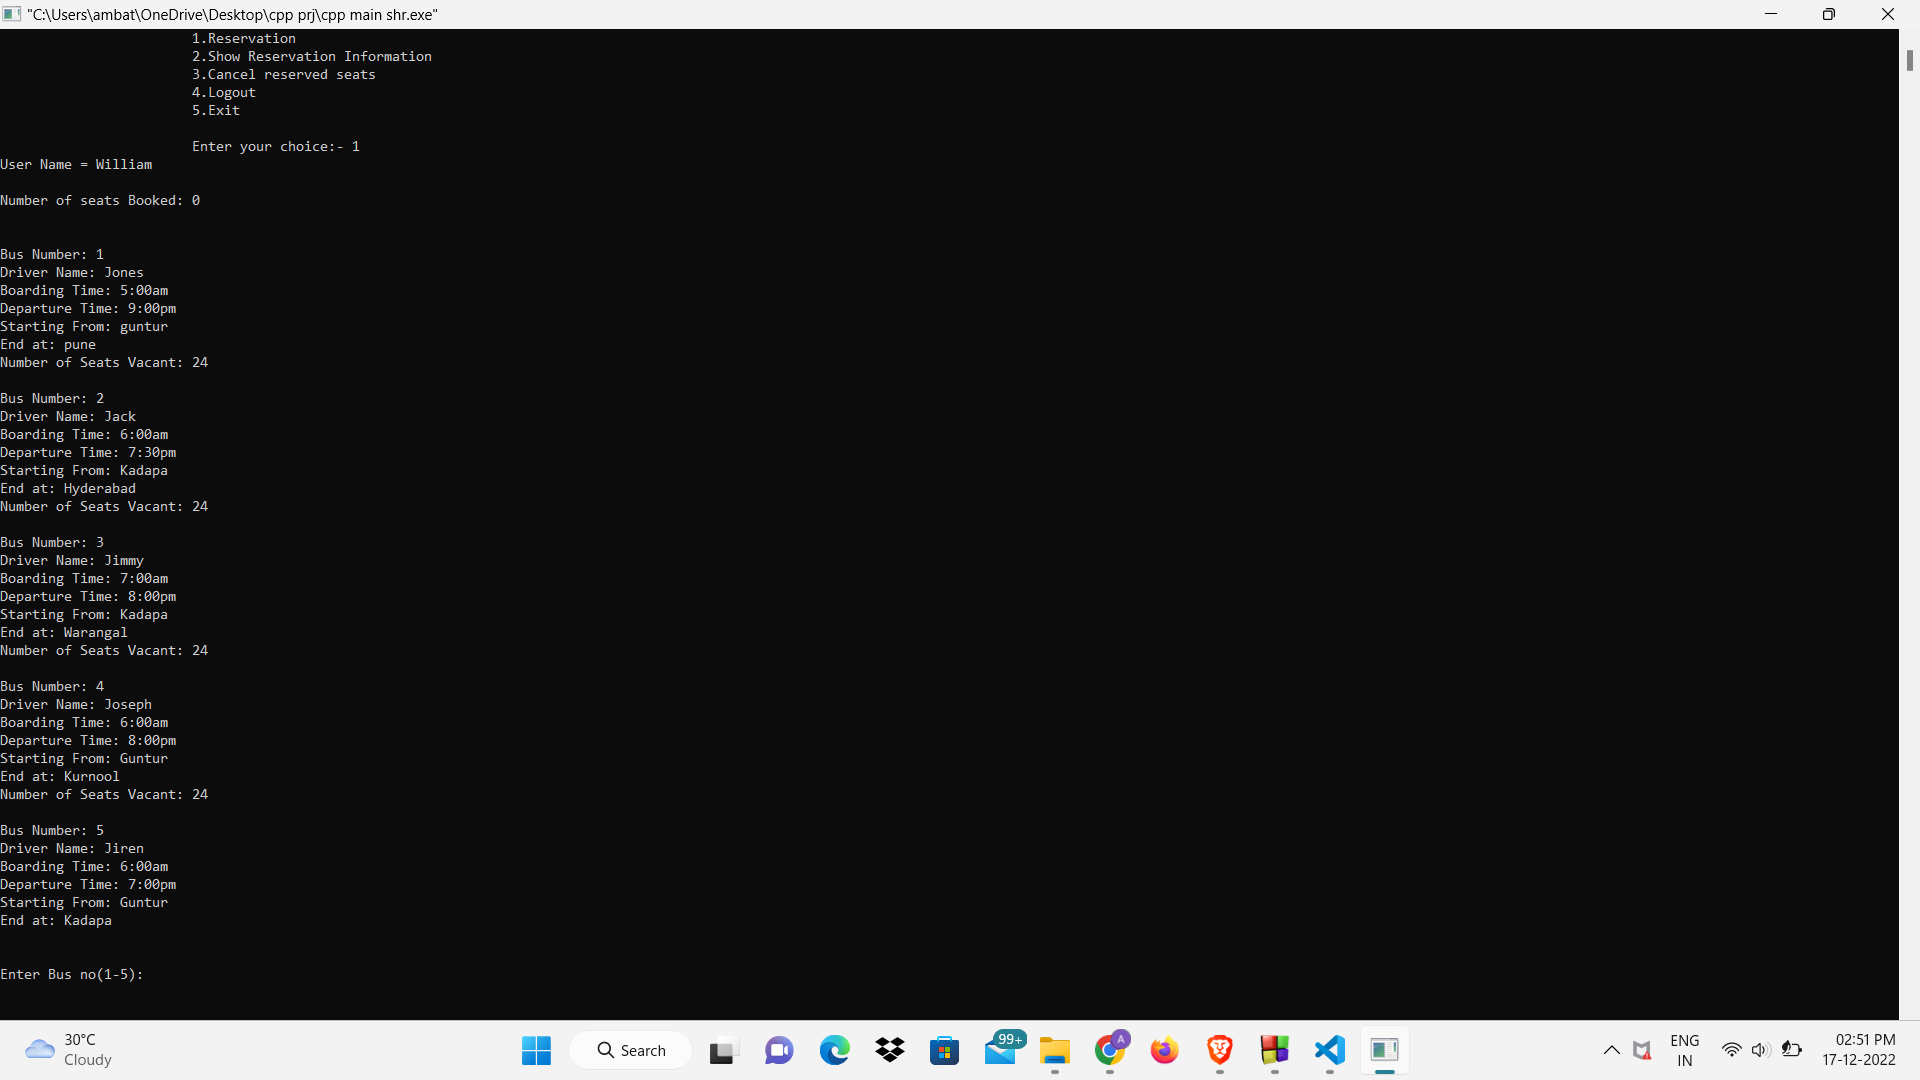 "C:\Users\ambat\OneDrive\Desktop\cpp prj\cpp main shr.exe"
1.Reservation
2.Show Reservation Information
3.Cancel reserved seats
4.Logout
5.Exit
Enter your choice:- 1
User Name = William
Number of seats Booked: 0
Bus Number: 1
Driver Name: Jones
Boarding Time: 5:00am
Departure Time: 9:00pm
Starting From: guntur
End at: pune
Number of Seats Vacant: 24
Bus Number: 2
Driver Name: Jack
Boarding Time: 6:00am
Departure Time: 7:30pm
Starting From: Kadapa
End at: Hyderabad
Number of Seats Vacant: 24
Bus Number: 3
Driver Name: Jimmy
Boarding Time: 7:00am
Departure Time: 8:00pm
Starting From: Kadapa
End at: Warangal
Number of Seats Vacant: 24
Bus Number: 4
Driver Name: Joseph
Boarding Time: 6:00am
Departure Time: 8:00pm
Starting From: Guntur
End at: Kurnool
Number of Seats Vacant: 24
Bus Number: 5
Driver Name: Jiren
Boarding Time: 6:00am
Departure Time: 7:00pm
Starting From: Guntur
End at: Kadapa
Enter Bus no(1-5):
30°C
Cloudy
Search
99+
A
ENG
IN
02:51 PM
17-12-2022